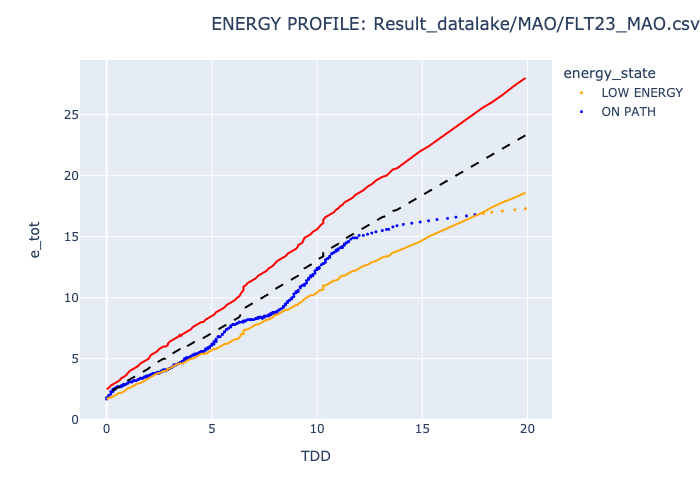 ENERGY PROFILE: Result_datalake/MAO/FLT23_MAO.csv
energy_state
LOW ENERGY
ON PATH
e_tot
25
20
15
10
5
0
0 5 10 15 20
TDD